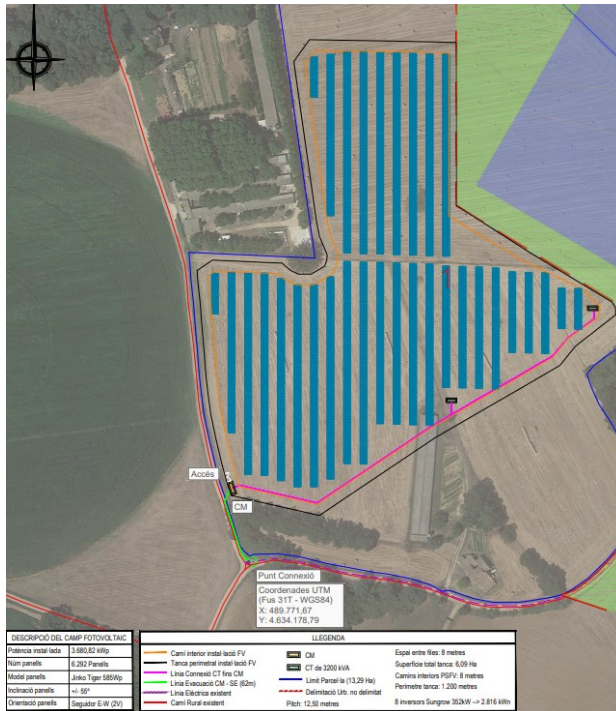 Accés
CM
Punt Connexió
Coordenades UTM
(Fus 31T - WGS84)
X: 489.771,67
Y: 4.634.178,79
DESCRIPCIÓ DEL CAMP FOTOVOLTAIC
Potència instal·lada 3.680,82 kWp
Núm panells 6.292 Panells
Model panells Jinko Tiger 585Wp
Inclinació panells +/- 55°
Orientació panells Seguidor E-W (2V)
LLEGENDA
Camí interior instal·lació FV
Tanca perimetral instal·lació FV
Línia Connexió CT fins CM
Línia Evacuació CM - SE (62m)
Línia Elèctrica existent
Camí Rural existent
CM
CT de 3200 kVA
Límit Parcel·la (13,29 Ha)
Delimitació Urb. no delimitat
Pitch: 12,50 metres
Espai entre files: 8 metres
Superfície total tanca: 6,09 Ha
Camins interiors PSFV: 8 metres
Perímetre tanca: 1.200 metres
8 inversors Sungrow 352kW -> 2.816 kWn